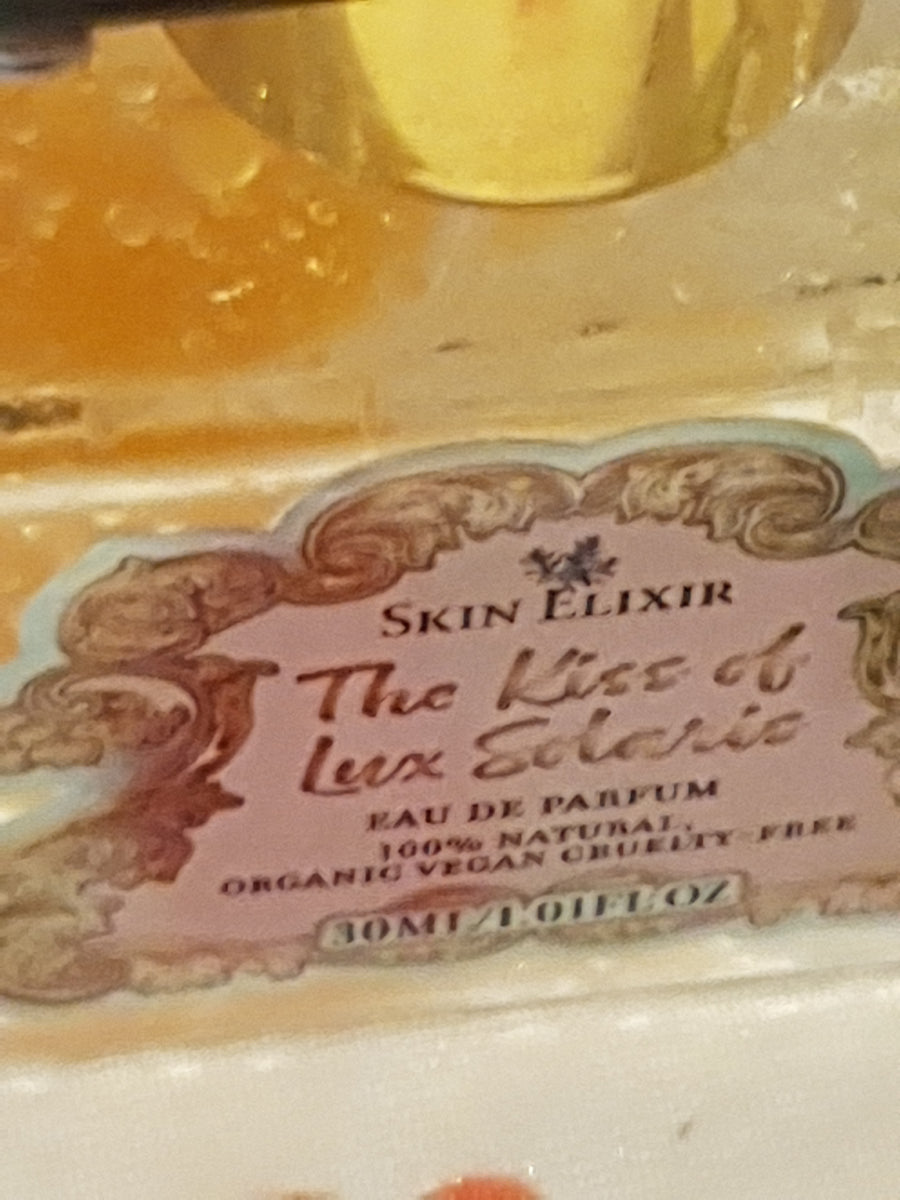 SKIN ELIXIR
The Kiss of
Lux Solaris
EAU DE PARFUM
100% NATURAL,
ORGANIC VEGAN CRUELTY-FREE
30ML/1.01FL OZ